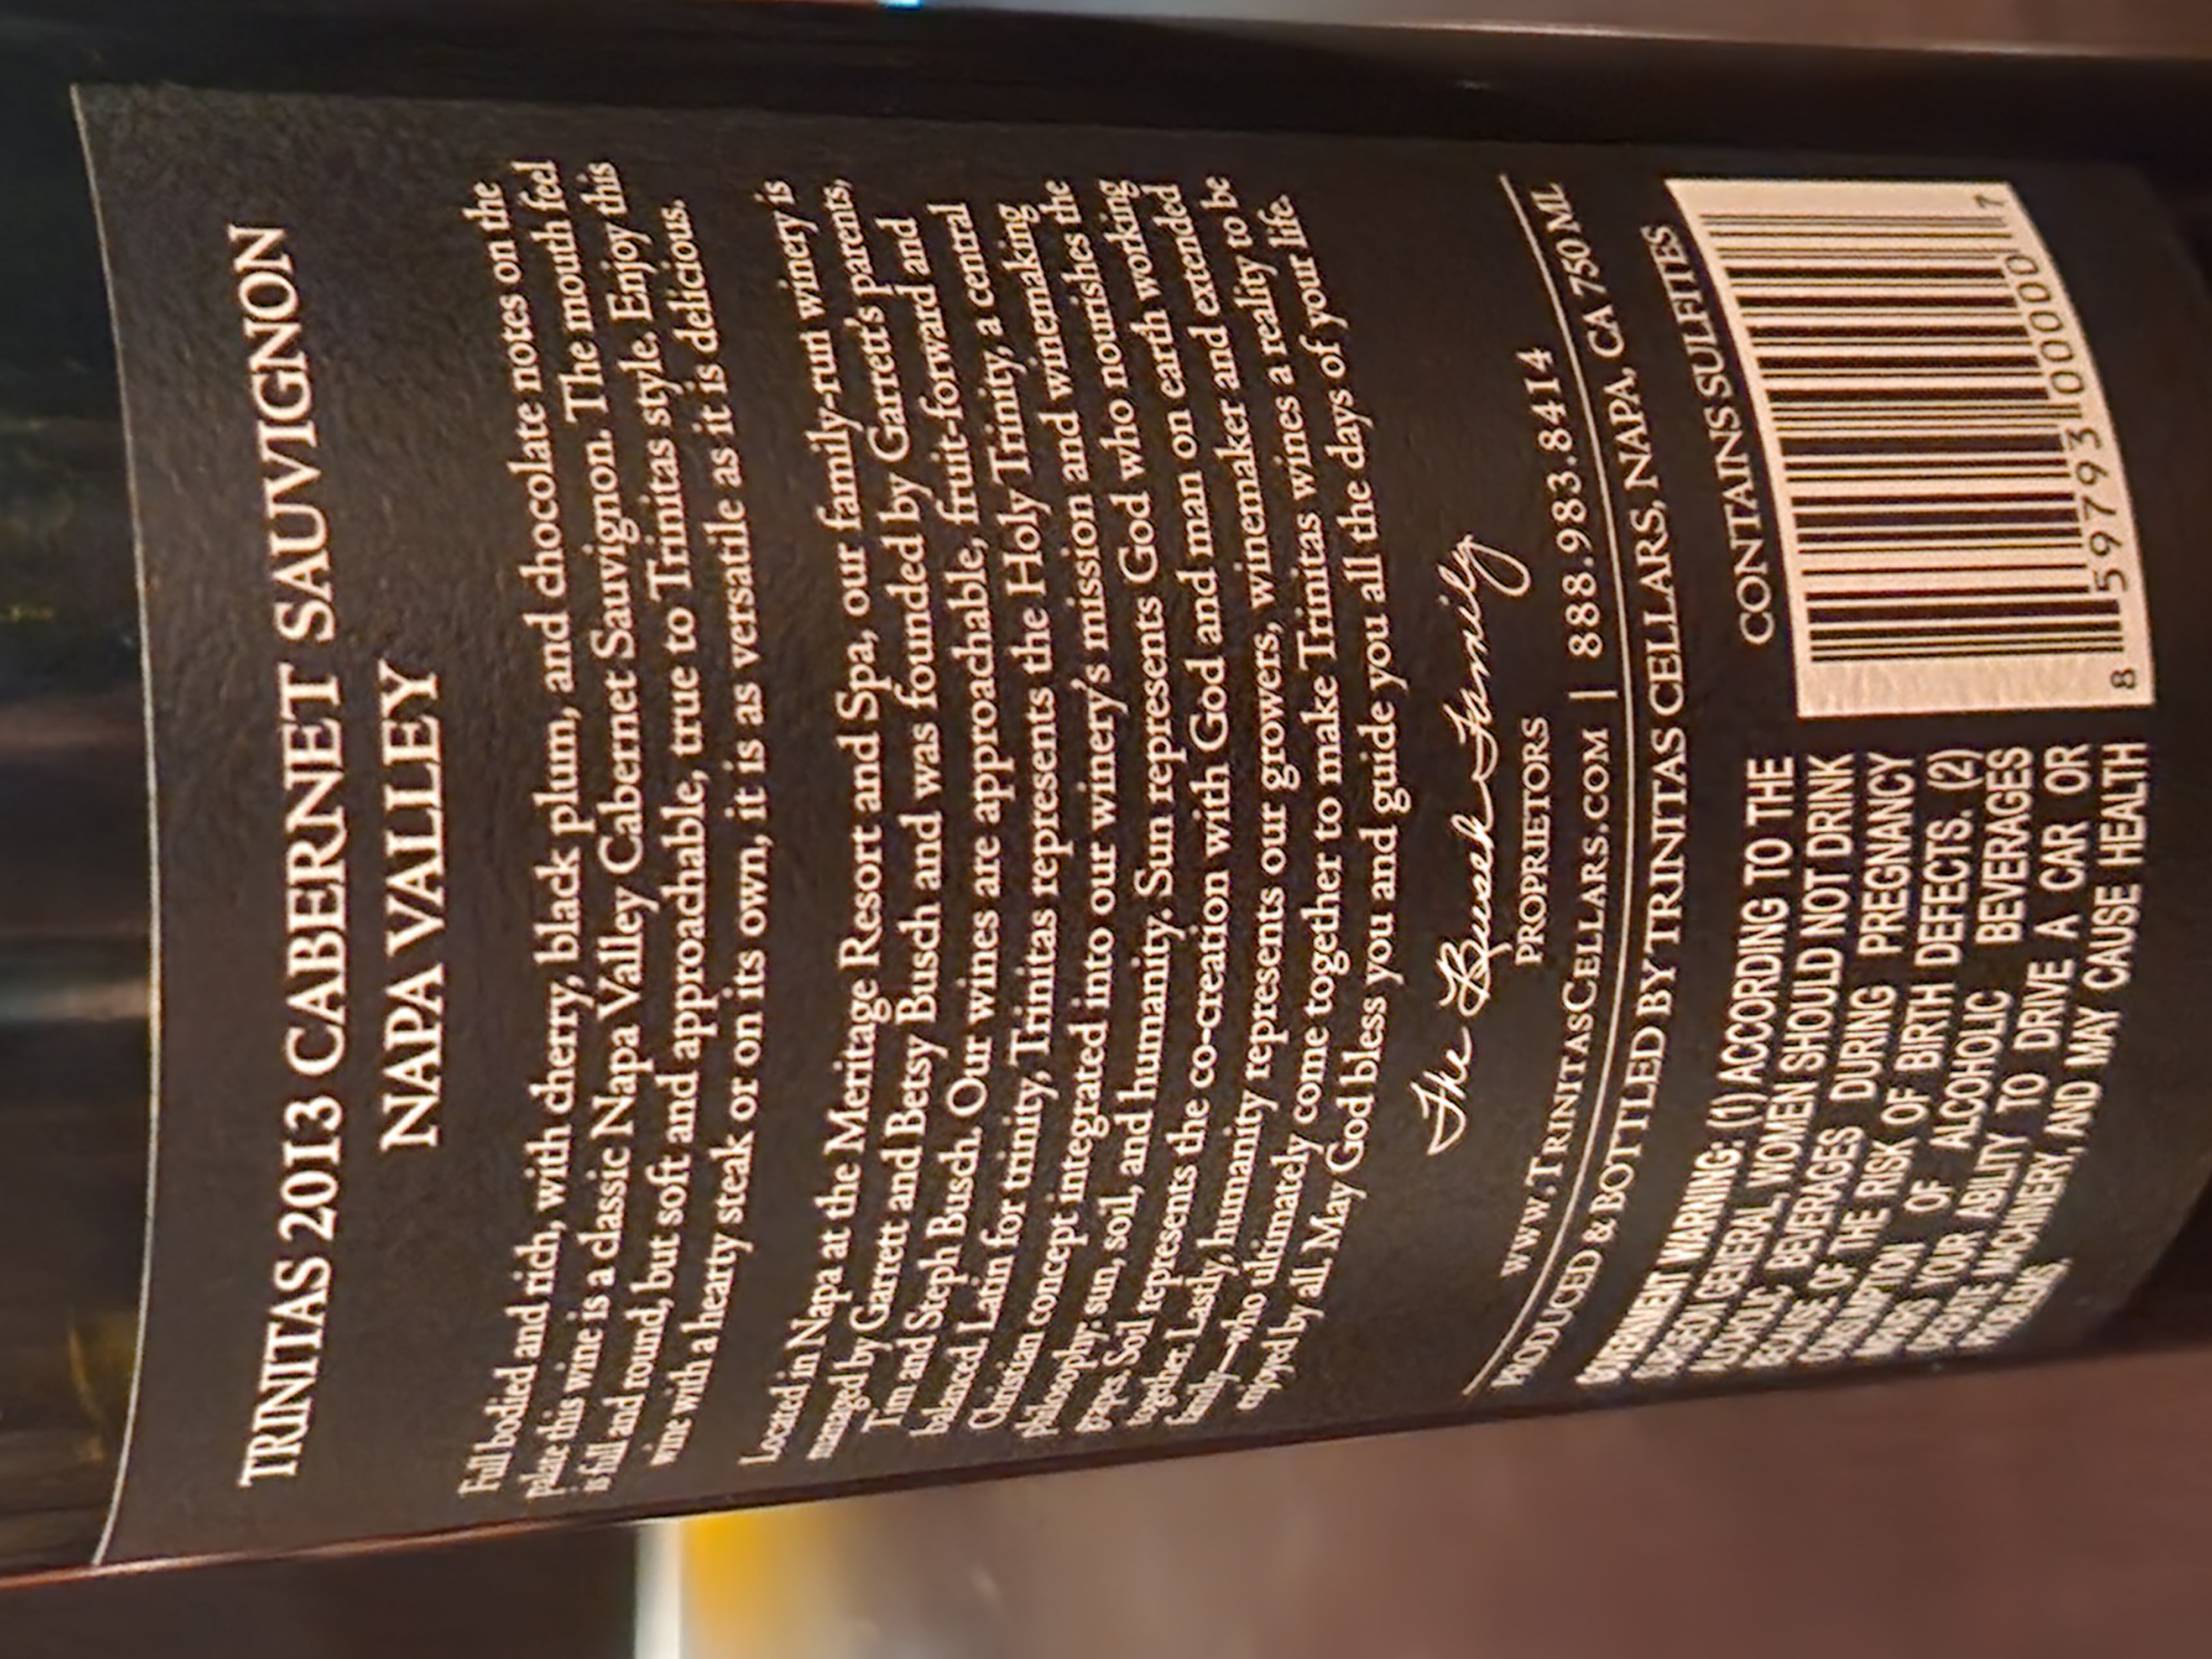 TRINITAS 2013 CABERNET SAUVIGNON
NAPA VALLEY
Full bodied and rich, with cherry, black plum, and chocolate notes on the
palate this wine is a classic Napa Valley Cabernet Sauvignon. The mouth feel
is full and round, but soft and approachable, true to Trinitas style. Enjoy this
wine with a hearty steak or on its own, it is as versatile as it is delicious.
Located in Napa at the Meritage Resort and Spa, our family-run winery is
managed by Garrett and Betsy Busch and was founded by Garrett's parents,
Tim and Steph Busch. Our wines are approachable, fruit-forward and
balanced. Latin for trinity, Trinitas represents the Holy Trinity, a central
Christian concept integrated into our winery's mission and winemaking
philosophy: sun, soil, and humanity. Sun represents God who nourishes the
grapes. Soil represents the co-creation with God and man on earth working
together. Lastly, humanity represents our growers, winemaker and extended
family—who ultimately come together to make Trinitas wines a reality to be
enjoyed by all. May God bless you and guide you all the days of your life.
The Busch Family
PROPRIETORS
WWW.TRINITASCELLARS.COM | 888.983.8414
PRODUCED & BOTTLED BY TRINITAS CELLARS, NAPA, CA 750 ML
GOVERNMENT WARNING: (1) ACCORDING TO THE
SURGEON GENERAL, WOMEN SHOULD NOT DRINK
ALCOHOLIC BEVERAGES DURING PREGNANCY
BECAUSE OF THE RISK OF BIRTH DEFECTS. (2)
CONSUMPTION OF ALCOHOLIC BEVERAGES
IMPAIRS YOUR ABILITY TO DRIVE A CAR OR
OPERATE MACHINERY, AND MAY CAUSE HEALTH
PROBLEMS.
CONTAINS SULFITES
8 59793 00000 7